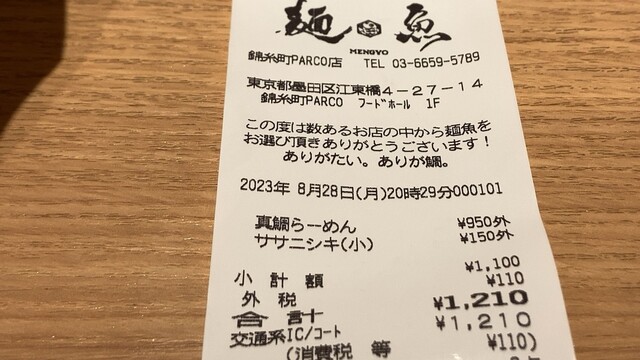 麺 魚
MENGYO
錦糸町PARCO店 TEL 03-6659-5789
東京都墨田区江東橋4-27-14
錦糸町PARCO フードホール 1F
この度は数あるお店の中から麺魚を
お選び頂きありがとうございます!
ありがたい。ありが鯛。
2023年 8月28日(月)20時29分000101
真鯛らーめん ¥950外
ササニシキ(小) ¥150外
小計額 ¥1,100
外税 ¥110
合計 ¥1,210
交通系IC/コート ¥1,210
(消費税 等 ¥110)